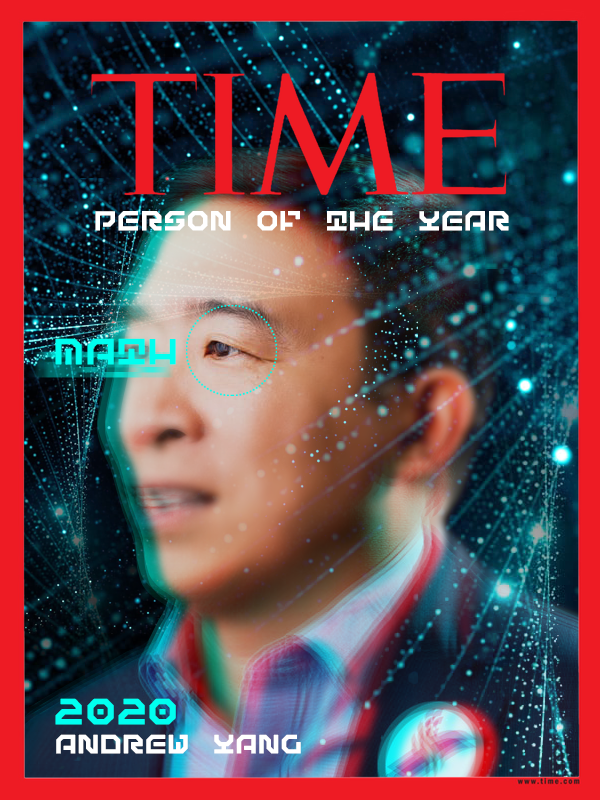 TIME
PERSON OF THE YEAR
MATH
2020
ANDREW YANG
www.time.com